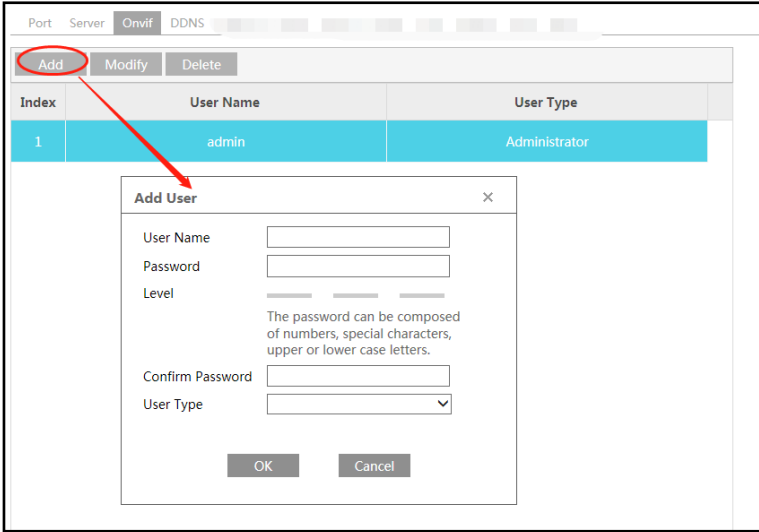 Port Server Onvif DDNS
Add Modify Delete
Index User Name User Type
1 admin Administrator
Add User ×
User Name
Password
Level
The password can be composed
of numbers, special characters,
upper or lower case letters.
Confirm Password
User Type
OK Cancel